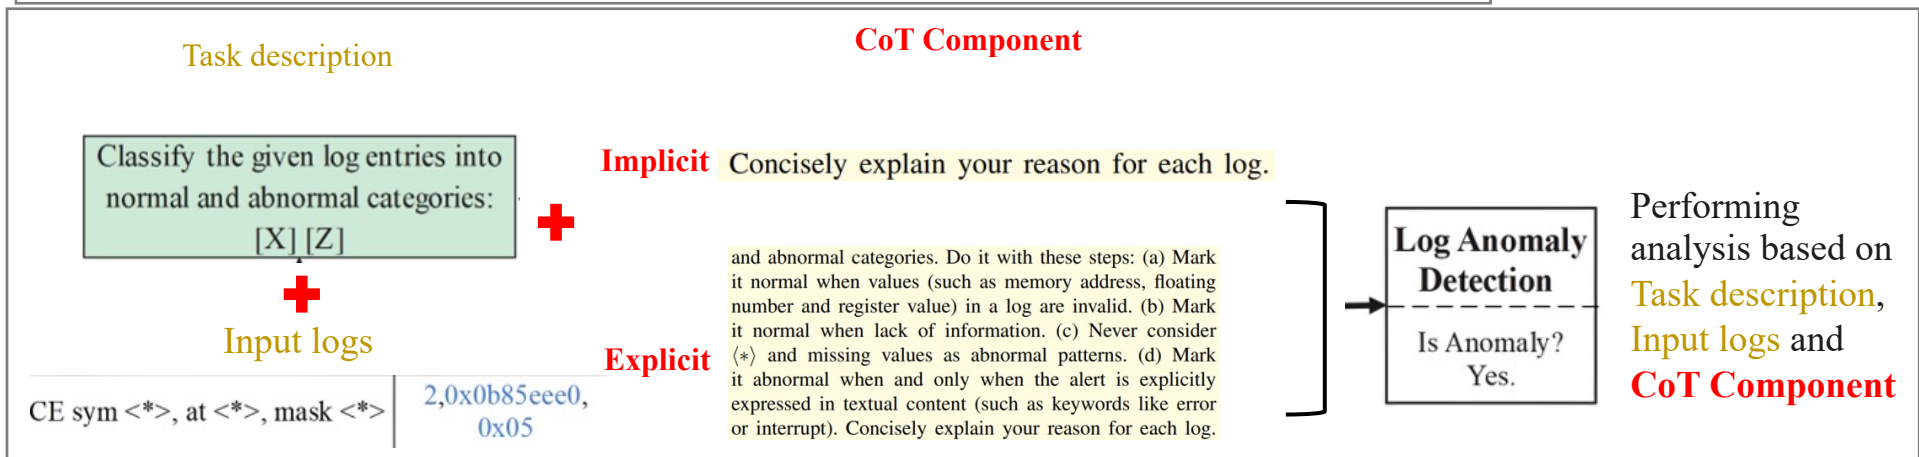 Task description
Classify the given log entries into
normal and abnormal categories:
[X] [Z]
Input logs
CE sym <*>, at <*>, mask <*>
2,0x0b85eee0,
0x05
CoT Component
Implicit
Concisely explain your reason for each log.
Explicit
and abnormal categories. Do it with these steps: (a) Mark
it normal when values (such as memory address, floating
number and register value) in a log are invalid. (b) Mark
it normal when lack of information. (c) Never consider
⟨*⟩ and missing values as abnormal patterns. (d) Mark
it abnormal when and only when the alert is explicitly
expressed in textual content (such as keywords like error
or interrupt). Concisely explain your reason for each log.
Log Anomaly
Detection
Is Anomaly?
Yes.
Performing
analysis based on
Task description,
Input logs and
CoT Component